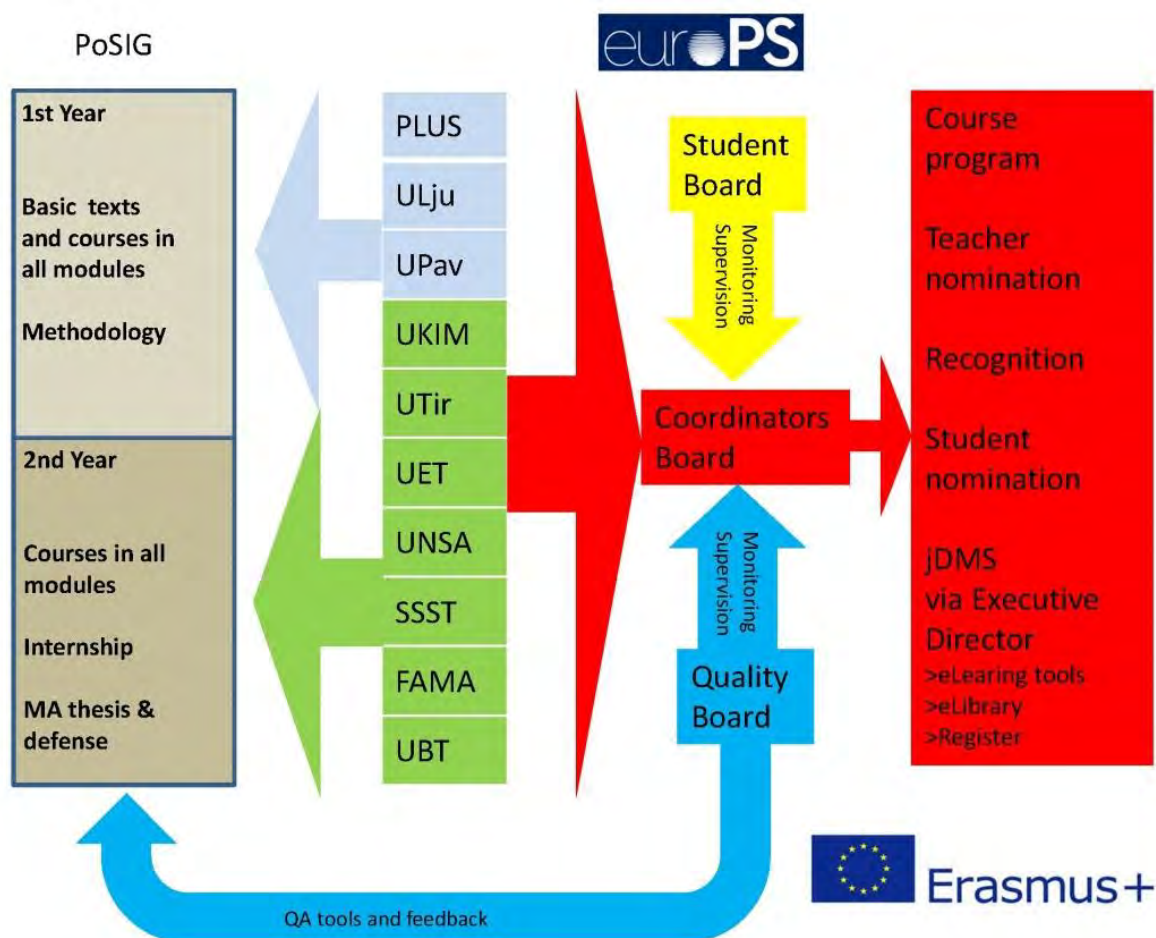 PoSIG
euroPS
1st Year
Basic texts
and courses in
all modules
Methodology
2nd Year
Courses in all
modules
Internship
MA thesis &
defense
PLUS
ULju
UPav
UKIM
UTir
UET
UNSA
SSST
FAMA
UBT
Student
Board
Monitoring
Supervision
Coordinators
Board
Monitoring
Supervision
Quality
Board
Course
program
Teacher
nomination
Recognition
Student
nomination
jDMS
via Executive
Director
>eLearing tools
>eLibrary
>Register
QA tools and feedback
Erasmus+